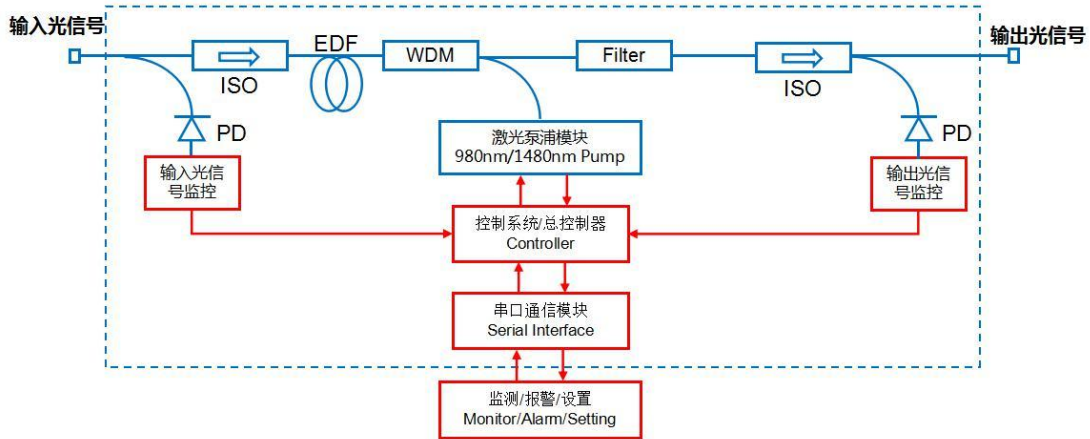 输入光信号
输出光信号
EDF
WDM
Filter
ISO
ISO
PD
PD
激光泵浦模块
980nm/1480nm Pump
输入光信
号监控
输出光信
号监控
控制系统/总控制器
Controller
串口通信模块
Serial Interface
监测/报警/设置
Monitor/Alarm/Setting